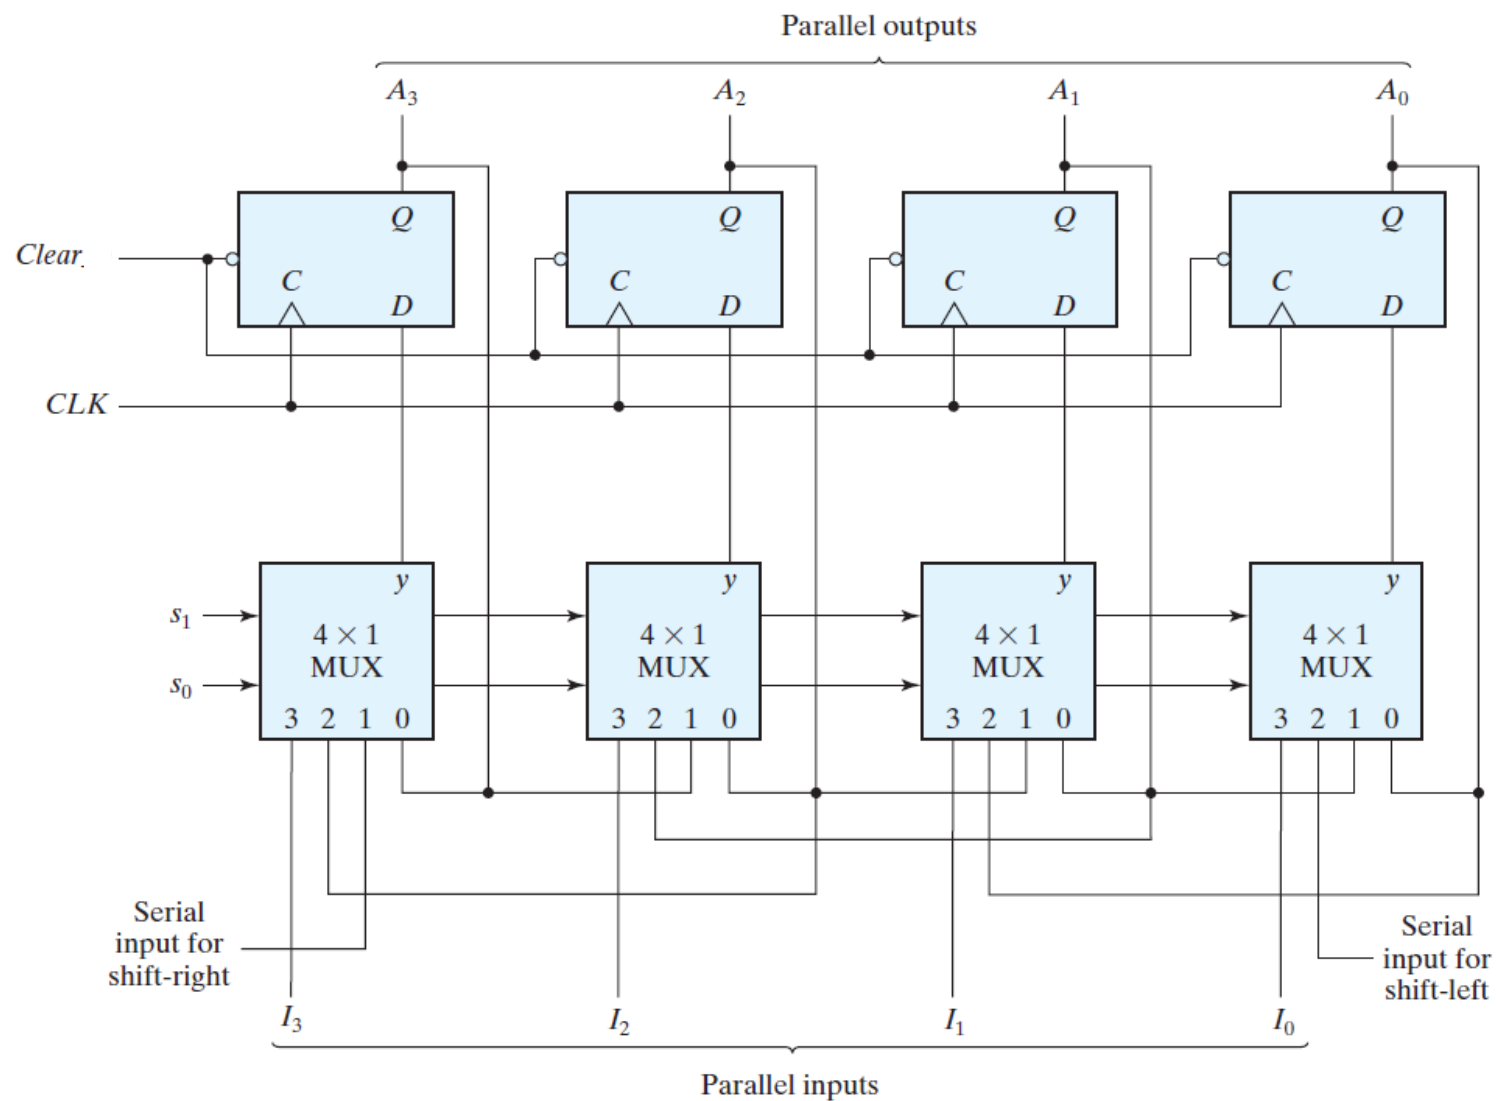 Parallel outputs
A3 A2 A1 A0
Q Q Q Q
Clear.
C C C C
D D D D
CLK
y y y y
s1
4 × 1 4 × 1 4 × 1 4 × 1
MUX MUX MUX MUX
s0
3 2 1 0 3 2 1 0 3 2 1 0 3 2 1 0
Serial
input for
shift-right
Serial
input for
shift-left
I3 I2 I1 I0
Parallel inputs